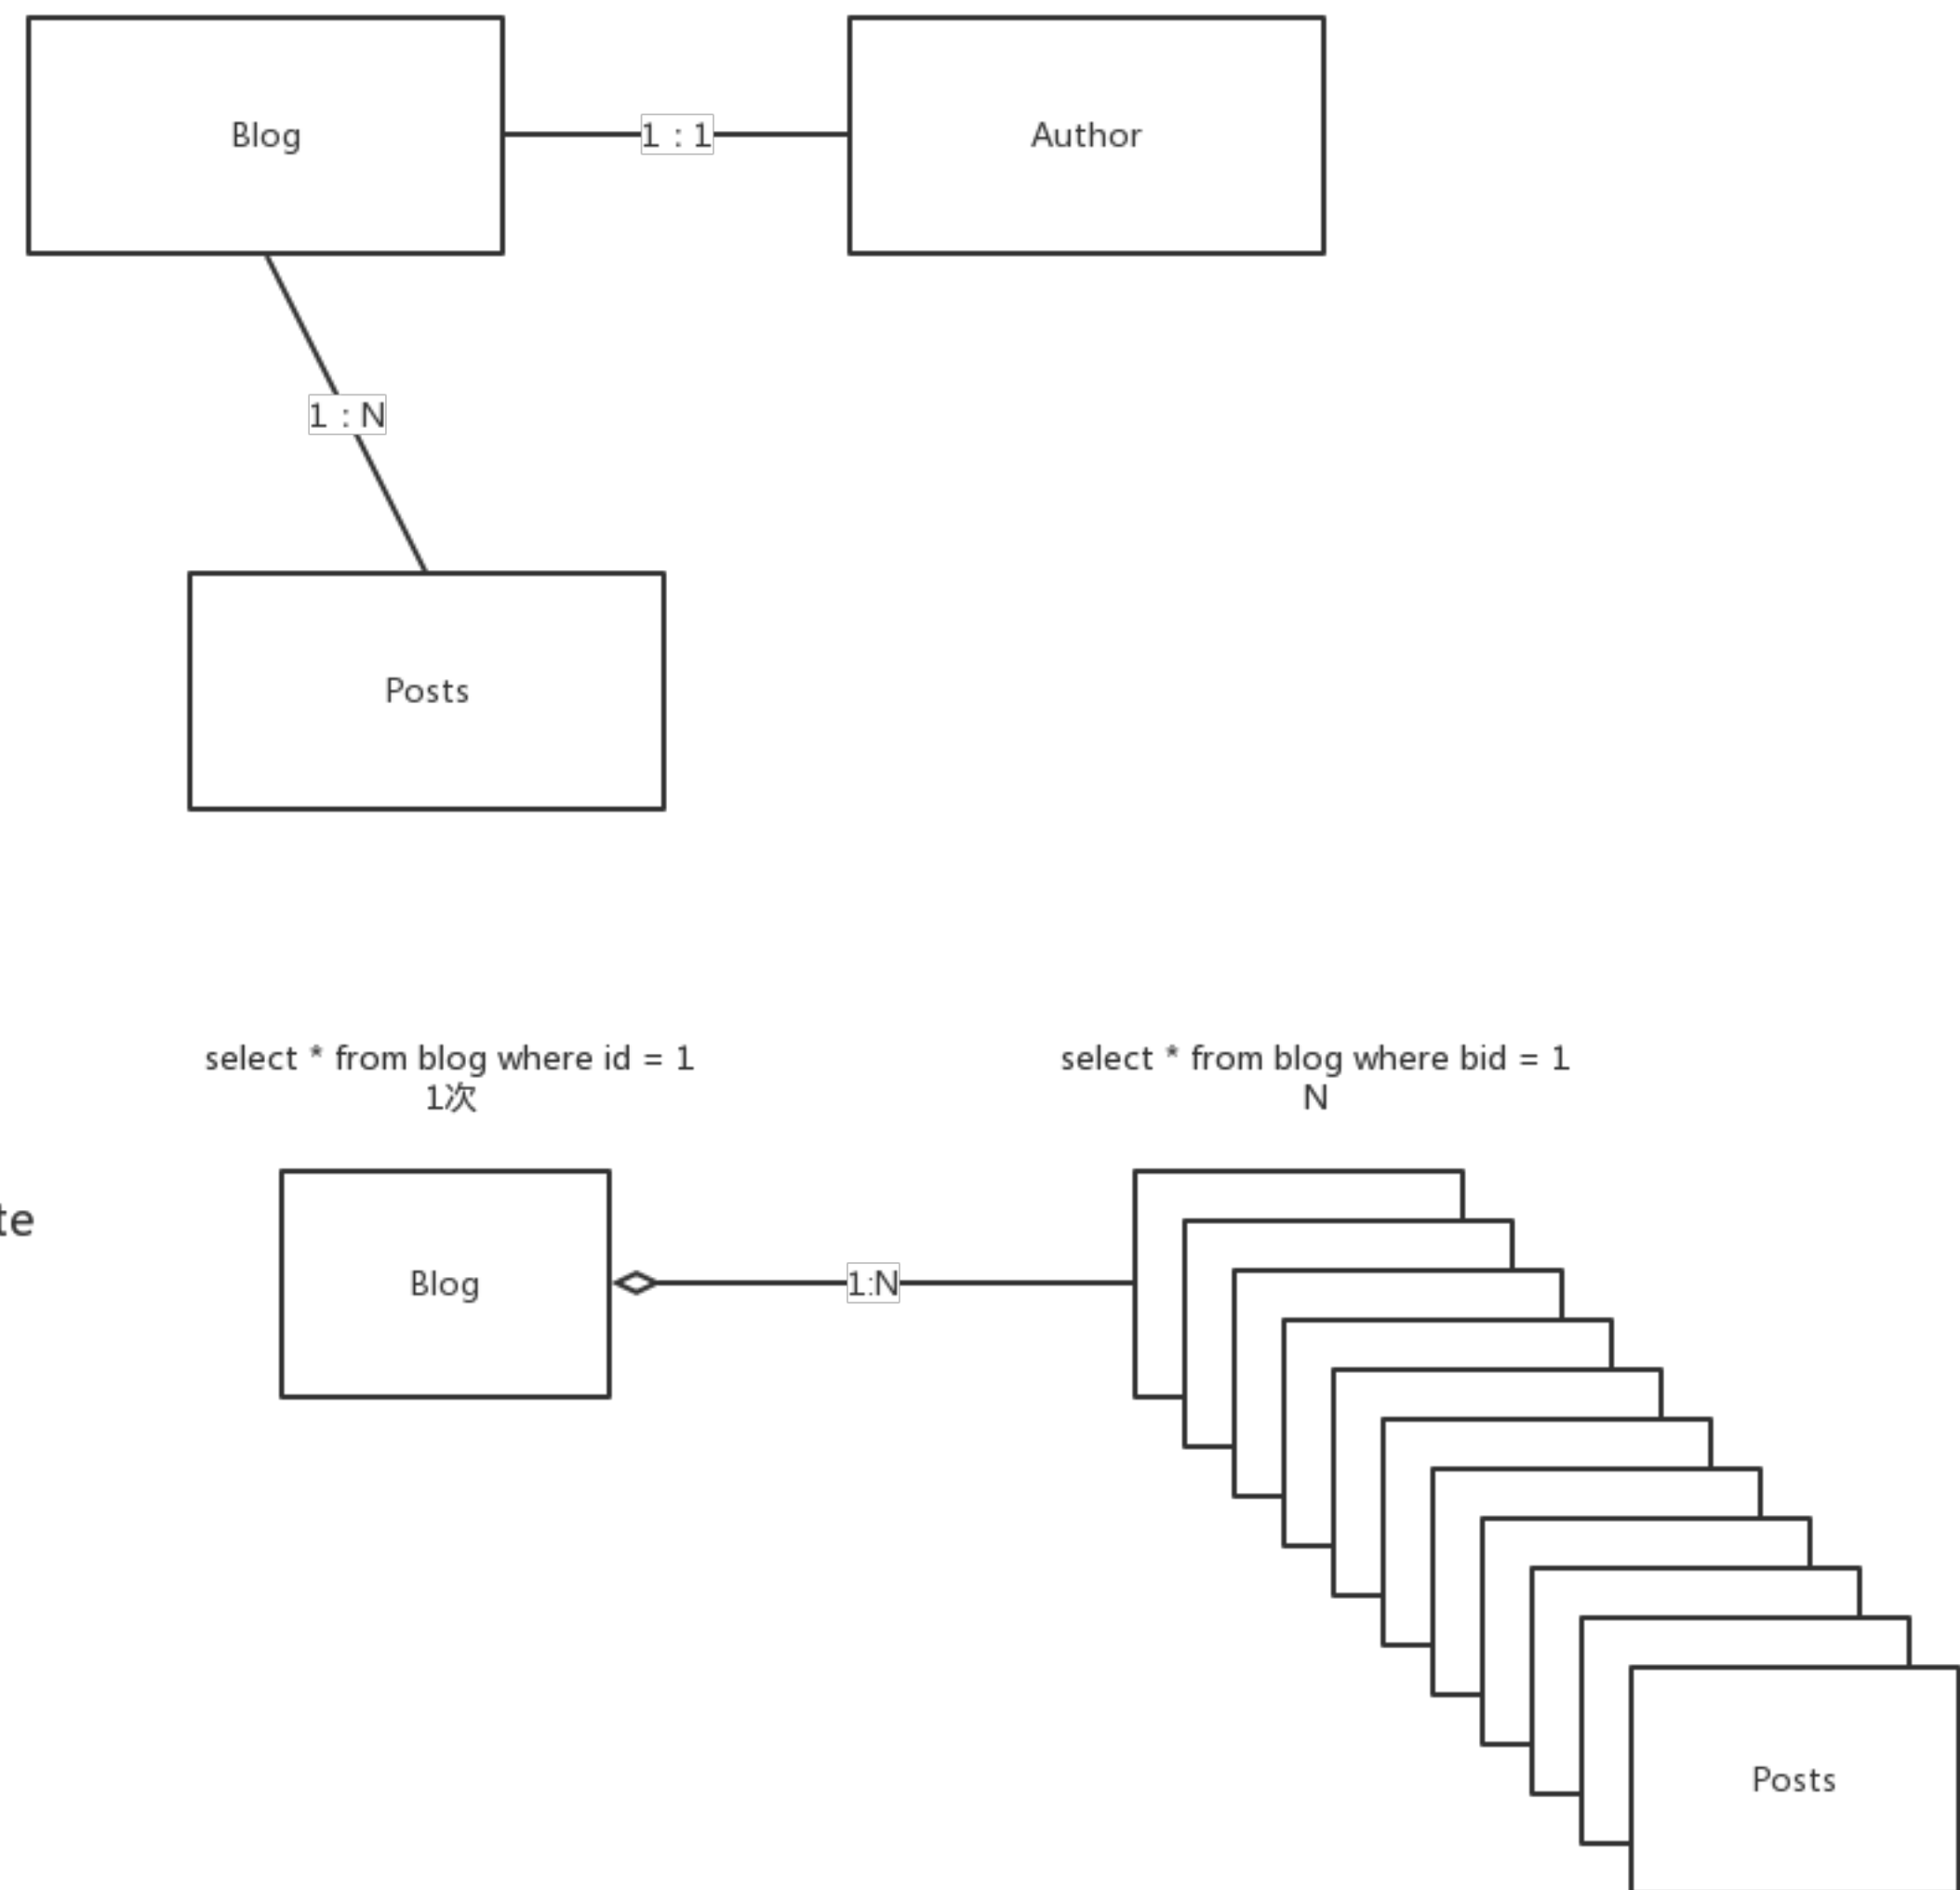 Blog
1 : 1
Author
1 : N
Posts
select * from blog where id = 1
1次
select * from blog where bid = 1
N
te
Blog
1:N
Posts